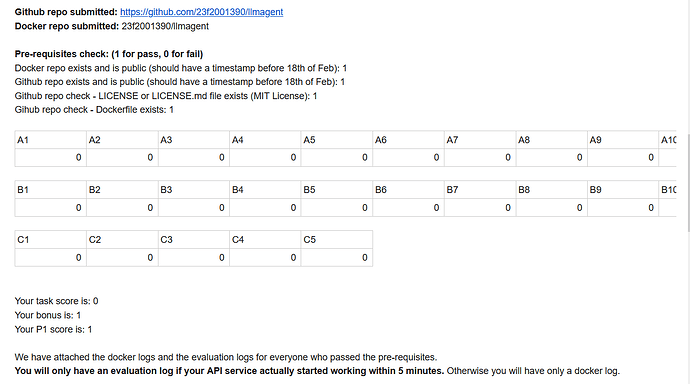 Github repo submitted: https://github.com/23f2001390/llmagent
Docker repo submitted: 23f2001390/llmagent
Pre-requisites check: (1 for pass, 0 for fail)
Docker repo exists and is public (should have a timestamp before 18th of Feb): 1
Github repo exists and is public (should have a timestamp before 18th of Feb): 1
Github repo check - LICENSE or LICENSE.md file exists (MIT License): 1
Gihub repo check - Dockerfile exists: 1
A1 A2 A3 A4 A5 A6 A7 A8 A9 A10
0 0 0 0 0 0 0 0 0
B1 B2 B3 B4 B5 B6 B7 B8 B9 B10
0 0 0 0 0 0 0 0 0
C1 C2 C3 C4 C5
0 0 0 0 0
Your task score is: 0
Your bonus is: 1
Your P1 score is: 1
We have attached the docker logs and the evaluation logs for everyone who passed the pre-requisites.
You will only have an evaluation log if your API service actually started working within 5 minutes. Otherwise you will have only a docker log.